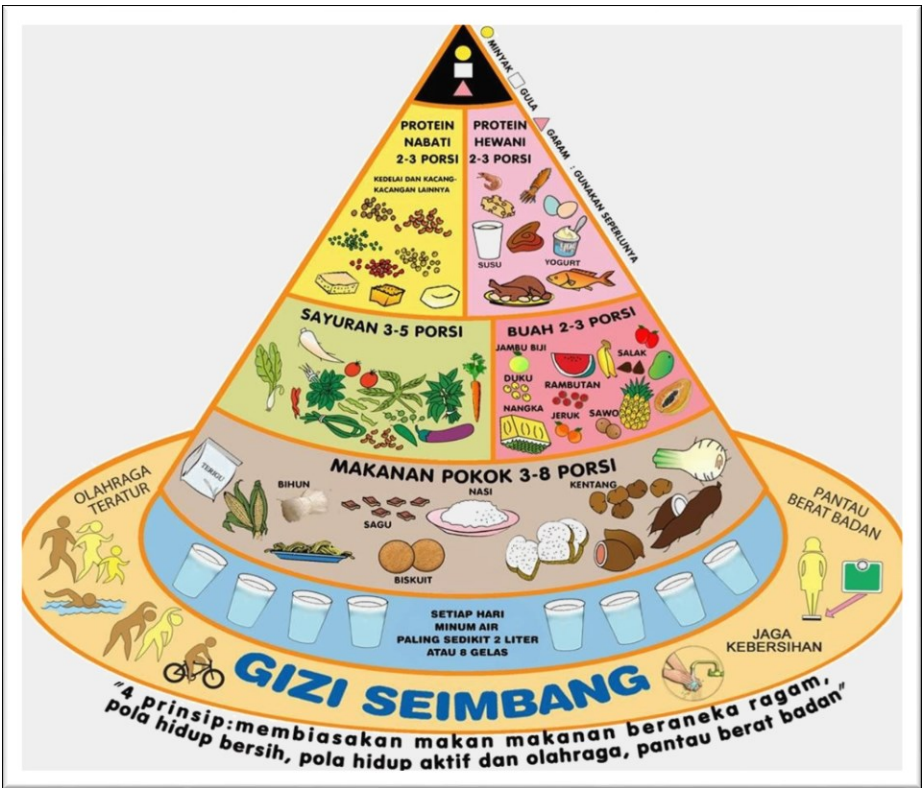 MINYAK
GULA
GARAM : GUNAKAN SEPERLUNYA
PROTEIN
NABATI
2-3 PORSI
KEDELAI DAN KACANG-
KACANGAN LAINNYA
PROTEIN
HEWANI
2-3 PORSI
SUSU
YOGURT
SAYURAN 3-5 PORSI
BUAH 2-3 PORSI
JAMBU BIJI
SALAK
DUKU
RAMBUTAN
NANGKA
JERUK
SAWO
MAKANAN POKOK 3-8 PORSI
TERIGU
BIHUN
SAGU
NASI
KENTANG
BISKUIT
OLAHRAGA
TERATUR
PANTAU
BERAT BADAN
SETIAP HARI
MINUM AIR
PALING SEDIKIT 2 LITER
ATAU 8 GELAS
JAGA
KEBERSIHAN
GIZI SEIMBANG
"4 prinsip:membiasakan makan makanan beraneka ragam,
pola hidup bersih, pola hidup aktif dan olahraga, pantau berat badan"